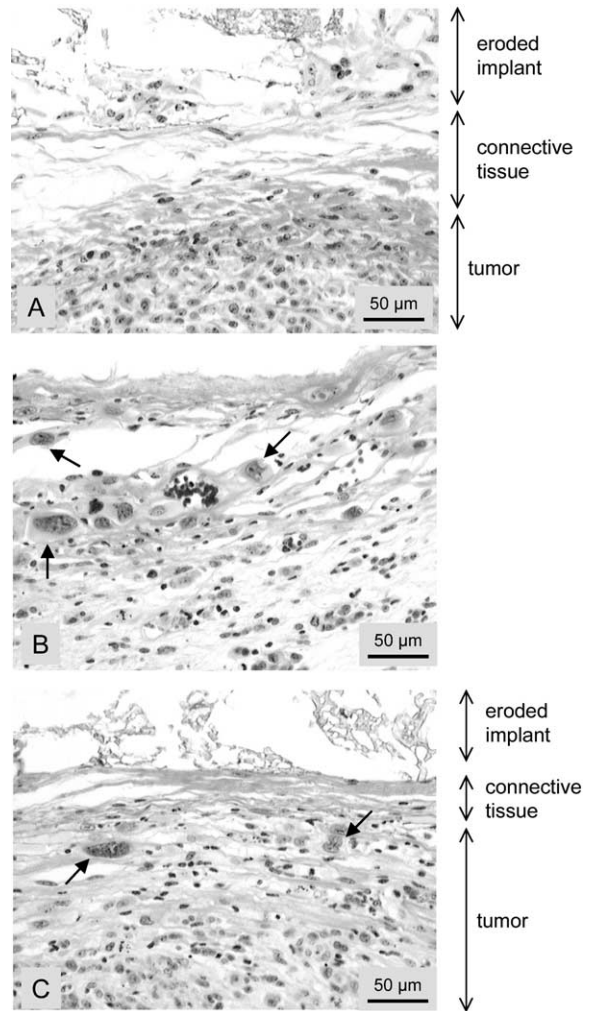 eroded
implant
connective
tissue
tumor
A
50 µm
B
50 µm
eroded
implant
connective
tissue
tumor
C
50 µm